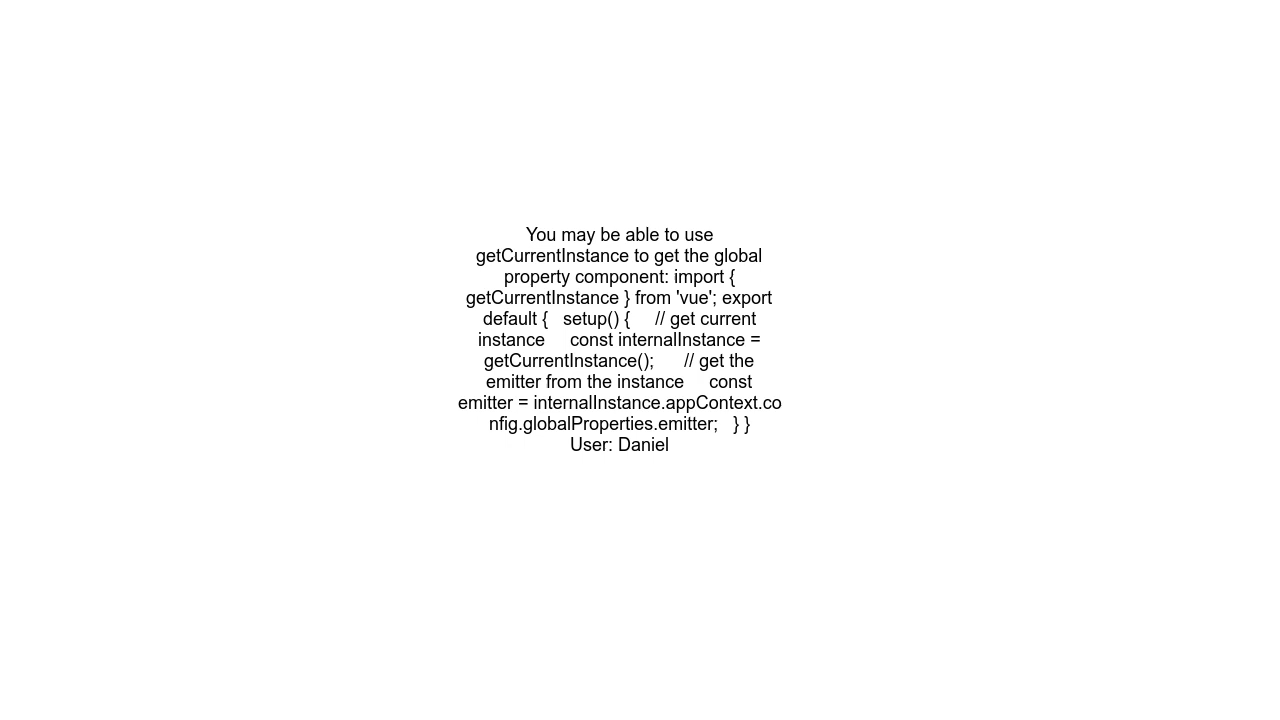 You may be able to use
getCurrentInstance to get the global
property component: import {
getCurrentInstance } from 'vue'; export
default {   setup() {     // get current
instance     const internalInstance =
getCurrentInstance();      // get the
emitter from the instance     const
emitter = internalInstance.appContext.co
nfig.globalProperties.emitter;   } }
User: Daniel